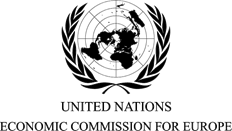 UNITED NATIONS
ECONOMIC COMMISSION FOR EUROPE